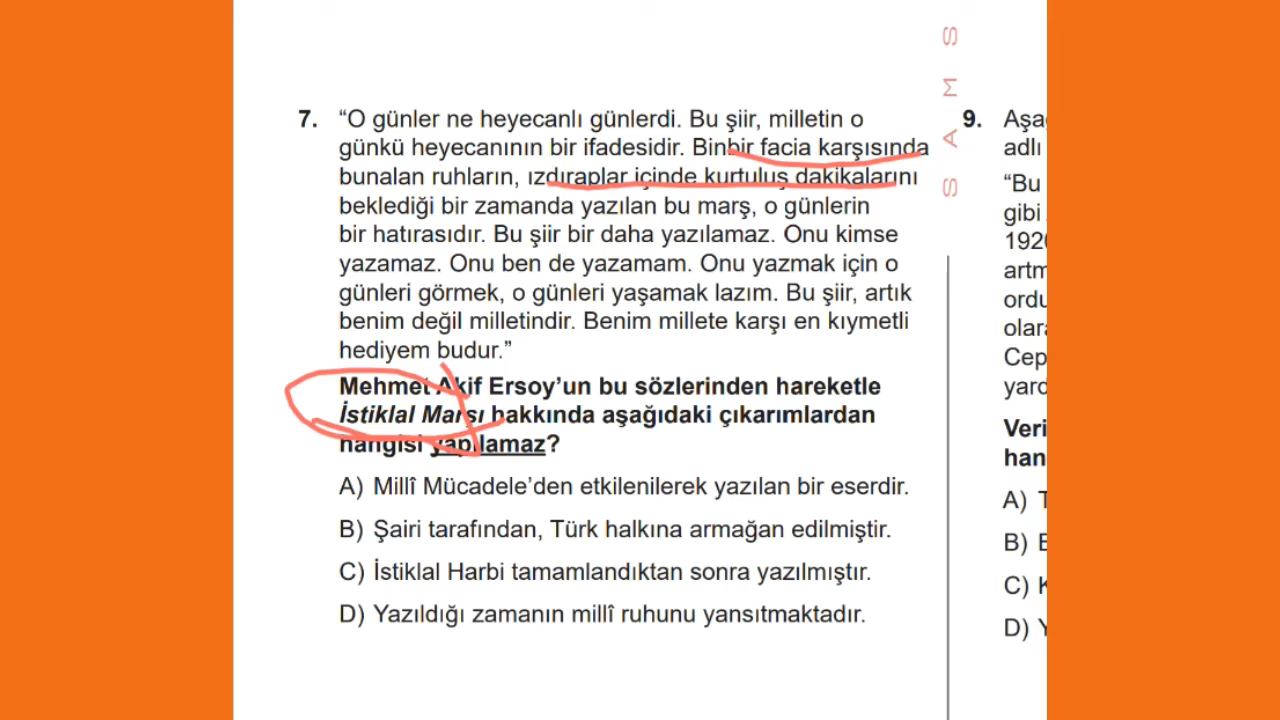 7. “O günler ne heyecanlı günlerdi. Bu şiir, milletin o
günkü heyecanının bir ifadesidir. Binbir facia karşısında
bunalan ruhların, ızdıraplar içinde kurtuluş dakikalarını
beklediği bir zamanda yazılan bu marş, o günlerin
bir hatırasıdır. Bu şiir bir daha yazılamaz. Onu kimse
yazamaz. Onu ben de yazamam. Onu yazmak için o
günleri görmek, o günleri yaşamak lazım. Bu şiir, artık
benim değil milletindir. Benim millete karşı en kıymetli
hediyem budur.”
Mehmet Akif Ersoy’un bu sözlerinden hareketle
İstiklal Marşı hakkında aşağıdaki çıkarımlardan
hangisi yapılamaz?
A) Millî Mücadele’den etkilenilerek yazılan bir eserdir.
B) Şairi tarafından, Türk halkına armağan edilmiştir.
C) İstiklal Harbi tamamlandıktan sonra yazılmıştır.
D) Yazıldığı zamanın millî ruhunu yansıtmaktadır.
S A M S
9. Aşa
adlı
“Bu
gibi
192
artm
ordu
olara
Cep
yard
Veri
han
A)
B)
C)
D)